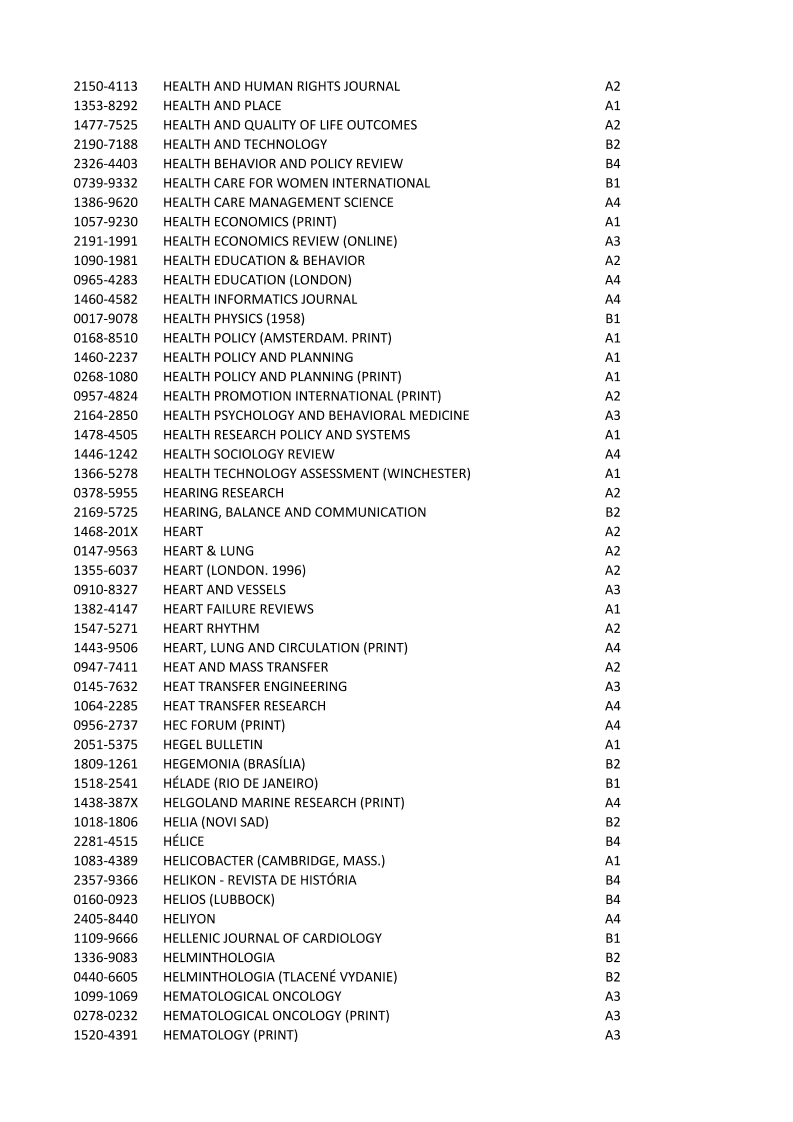 2150-4113 HEALTH AND HUMAN RIGHTS JOURNAL A2
1353-8292 HEALTH AND PLACE A1
1477-7525 HEALTH AND QUALITY OF LIFE OUTCOMES A2
2190-7188 HEALTH AND TECHNOLOGY B2
2326-4403 HEALTH BEHAVIOR AND POLICY REVIEW B4
0739-9332 HEALTH CARE FOR WOMEN INTERNATIONAL B1
1386-9620 HEALTH CARE MANAGEMENT SCIENCE A4
1057-9230 HEALTH ECONOMICS (PRINT) A1
2191-1991 HEALTH ECONOMICS REVIEW (ONLINE) A3
1090-1981 HEALTH EDUCATION & BEHAVIOR A2
0965-4283 HEALTH EDUCATION (LONDON) A4
1460-4582 HEALTH INFORMATICS JOURNAL A4
0017-9078 HEALTH PHYSICS (1958) B1
0168-8510 HEALTH POLICY (AMSTERDAM. PRINT) A1
1460-2237 HEALTH POLICY AND PLANNING A1
0268-1080 HEALTH POLICY AND PLANNING (PRINT) A1
0957-4824 HEALTH PROMOTION INTERNATIONAL (PRINT) A2
2164-2850 HEALTH PSYCHOLOGY AND BEHAVIORAL MEDICINE A3
1478-4505 HEALTH RESEARCH POLICY AND SYSTEMS A1
1446-1242 HEALTH SOCIOLOGY REVIEW A4
1366-5278 HEALTH TECHNOLOGY ASSESSMENT (WINCHESTER) A1
0378-5955 HEARING RESEARCH A2
2169-5725 HEARING, BALANCE AND COMMUNICATION B2
1468-201X HEART A2
0147-9563 HEART & LUNG A2
1355-6037 HEART (LONDON. 1996) A2
0910-8327 HEART AND VESSELS A3
1382-4147 HEART FAILURE REVIEWS A1
1547-5271 HEART RHYTHM A2
1443-9506 HEART, LUNG AND CIRCULATION (PRINT) A4
0947-7411 HEAT AND MASS TRANSFER A2
0145-7632 HEAT TRANSFER ENGINEERING A3
1064-2285 HEAT TRANSFER RESEARCH A4
0956-2737 HEC FORUM (PRINT) A4
2051-5375 HEGEL BULLETIN A1
1809-1261 HEGEMONIA (BRASÍLIA) B2
1518-2541 HÉLADE (RIO DE JANEIRO) B1
1438-387X HELGOLAND MARINE RESEARCH (PRINT) A4
1018-1806 HELIA (NOVI SAD) B2
2281-4515 HÉLICE B4
1083-4389 HELICOBACTER (CAMBRIDGE, MASS.) A1
2357-9366 HELIKON - REVISTA DE HISTÓRIA B4
0160-0923 HELIOS (LUBBOCK) B4
2405-8440 HELIYON A4
1109-9666 HELLENIC JOURNAL OF CARDIOLOGY B1
1336-9083 HELMINTHOLOGIA B2
0440-6605 HELMINTHOLOGIA (TLACENÉ VYDANIE) B2
1099-1069 HEMATOLOGICAL ONCOLOGY A3
0278-0232 HEMATOLOGICAL ONCOLOGY (PRINT) A3
1520-4391 HEMATOLOGY (PRINT) A3